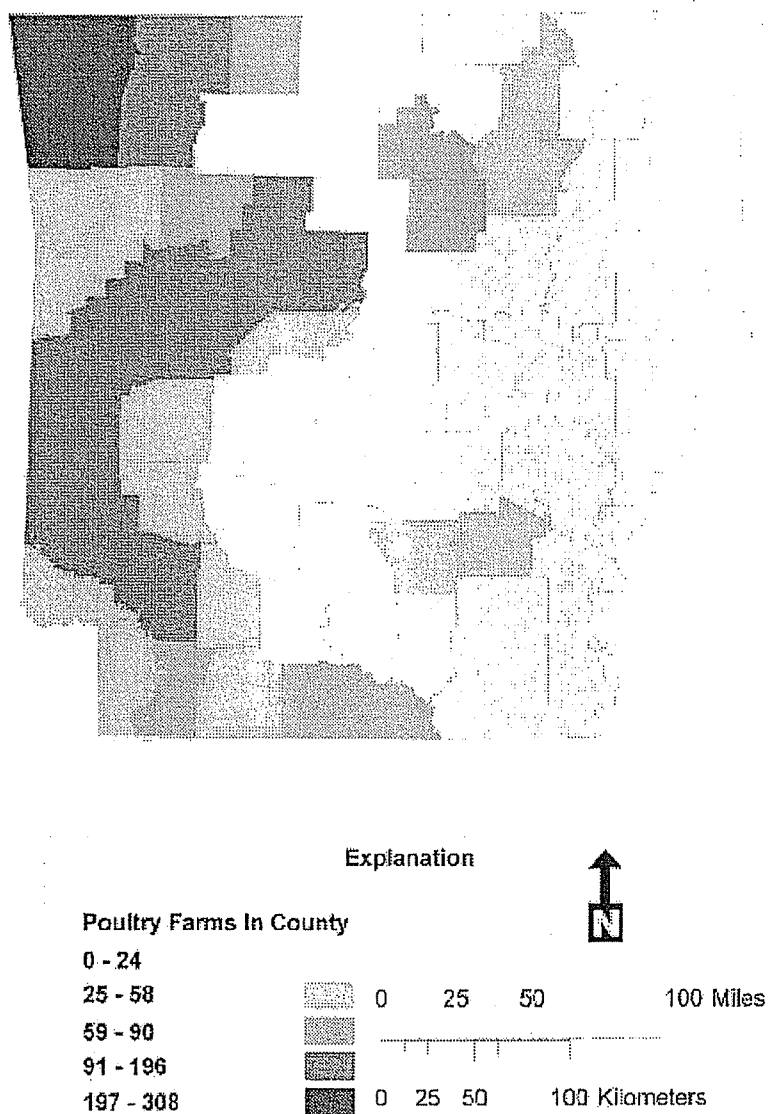 Explanation
N
Poultry Farms In County
0 - 24
25 - 58
59 - 90
91 - 196
197 - 308
0 25 50 100 Miles
0 25 50 100 Kilometers